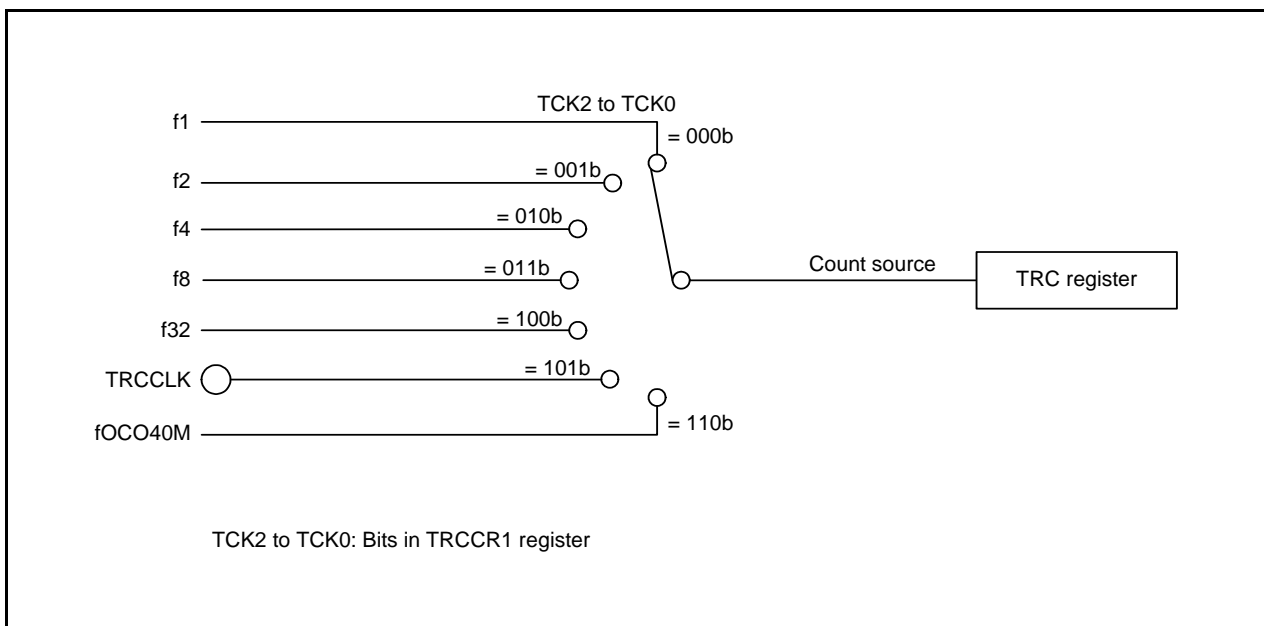 TCK2 to TCK0
f1
= 000b
f2
= 001b
f4
= 010b
f8
= 011b
Count source
TRC register
f32
= 100b
TRCCLK
= 101b
fOCO40M
= 110b
TCK2 to TCK0: Bits in TRCCR1 register